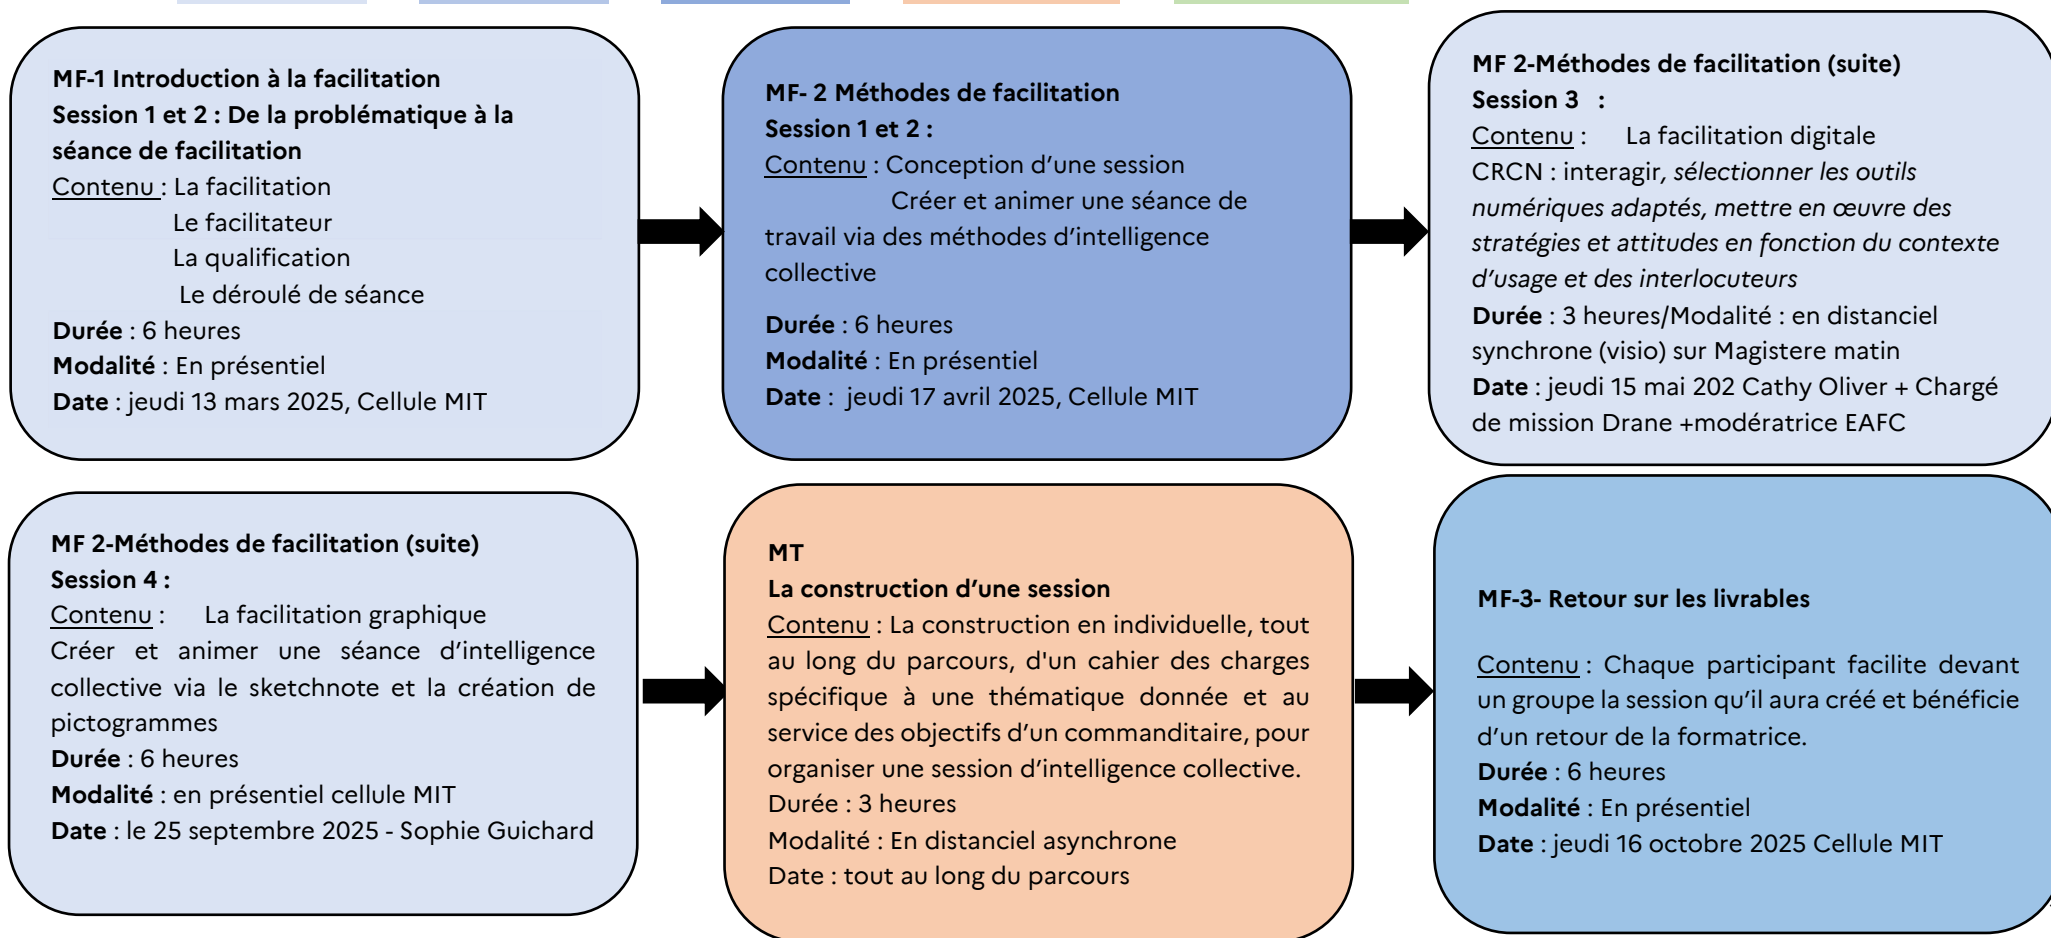 MF-1 Introduction à la facilitation
Session 1 et 2 : De la problématique à la
séance de facilitation
Contenu : La facilitation
Le facilitateur
La qualification
Le déroulé de séance
Durée : 6 heures
Modalité : En présentiel
Date : jeudi 13 mars 2025, Cellule MIT
MF- 2 Méthodes de facilitation
Session 1 et 2 :
Contenu : Conception d’une session
Créer et animer une séance de
travail via des méthodes d’intelligence
collective
Durée : 6 heures
Modalité : En présentiel
Date : jeudi 17 avril 2025, Cellule MIT
MF 2-Méthodes de facilitation (suite)
Session 3 :
Contenu : La facilitation digitale
CRCN : interagir, sélectionner les outils
numériques adaptés, mettre en œuvre des
stratégies et attitudes en fonction du contexte
d’usage et des interlocuteurs
Durée : 3 heures/Modalité : en distanciel
synchrone (visio) sur Magistere matin
Date : jeudi 15 mai 202 Cathy Oliver + Chargé
de mission Drane +modératrice EAFC
MF 2-Méthodes de facilitation (suite)
Session 4 :
Contenu : La facilitation graphique
Créer et animer une séance d’intelligence
collective via le sketchnote et la création de
pictogrammes
Durée : 6 heures
Modalité : en présentiel cellule MIT
Date : le 25 septembre 2025 - Sophie Guichard
MT
La construction d’une session
Contenu : La construction en individuelle, tout
au long du parcours, d'un cahier des charges
spécifique à une thématique donnée et au
service des objectifs d’un commanditaire, pour
organiser une session d’intelligence collective.
Durée : 3 heures
Modalité : En distanciel asynchrone
Date : tout au long du parcours
MF-3- Retour sur les livrables
Contenu : Chaque participant facilite devant
un groupe la session qu’il aura créé et bénéficie
d’un retour de la formatrice.
Durée : 6 heures
Modalité : En présentiel
Date : jeudi 16 octobre 2025 Cellule MIT